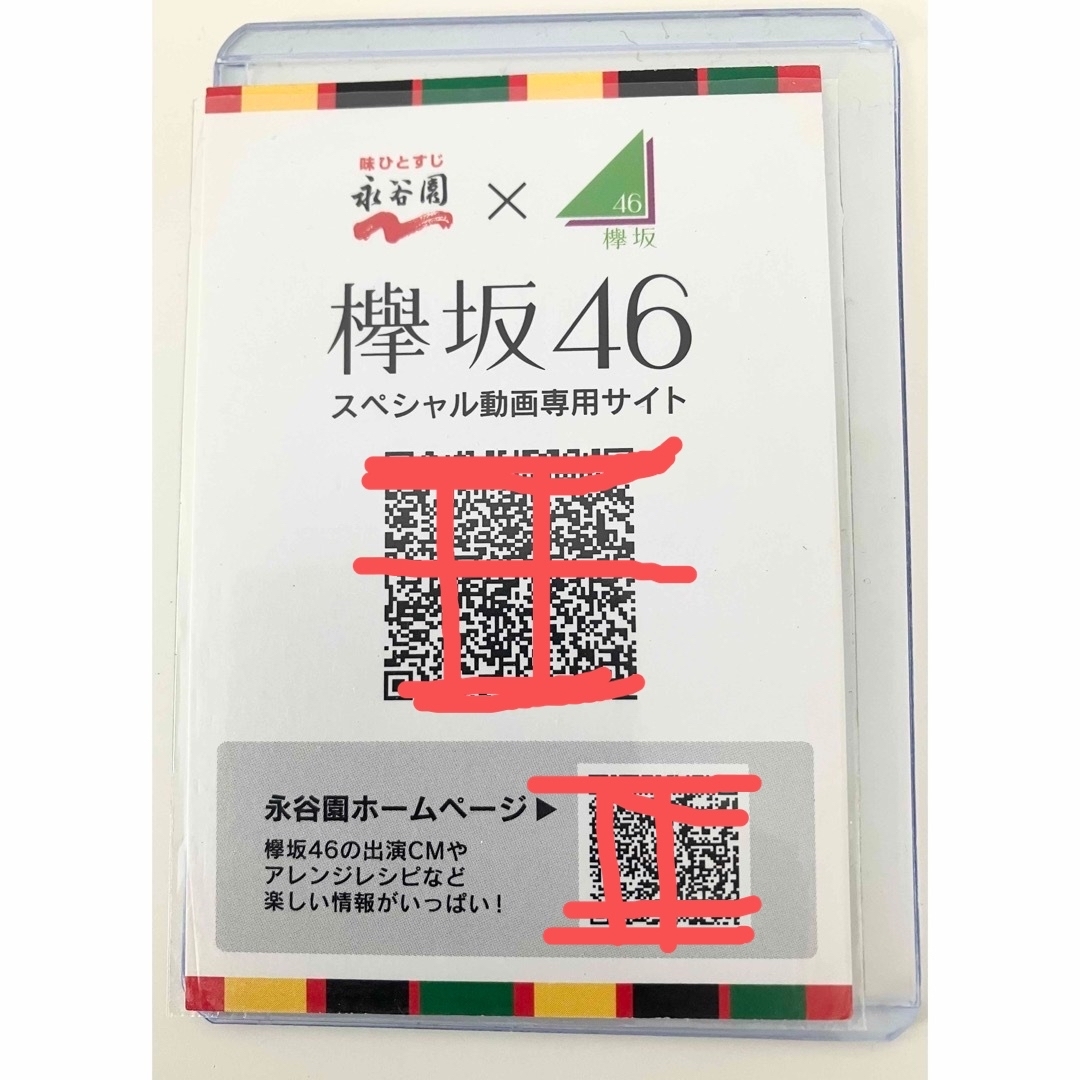 味ひとすじ
永谷園
×
46
欅坂
欅坂46
スペシャル動画専用サイト
永谷園ホームページ▶
欅坂46の出演CMや
アレンジレシピなど
楽しい情報がいっぱい!